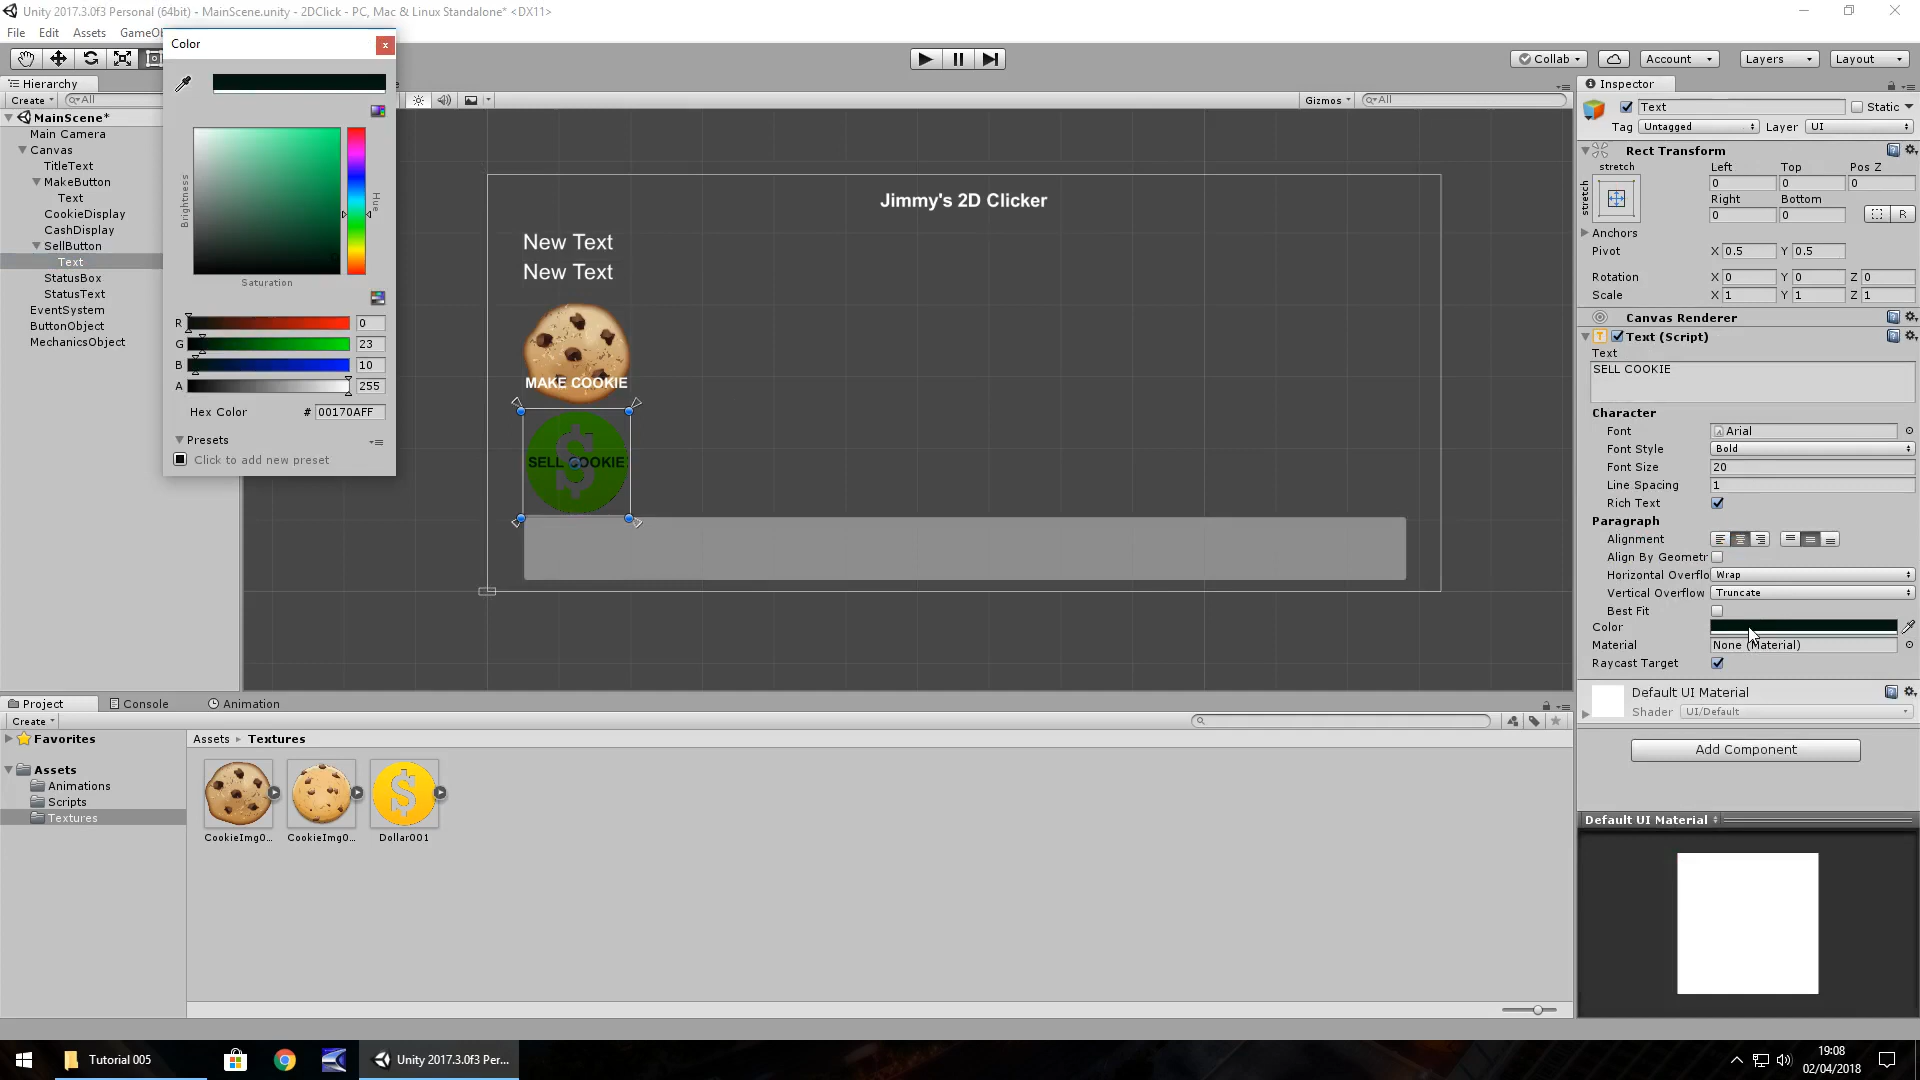 Unity 2017.3.0f3 Personal (64bit) - MainScene.unity - 2DClick - PC, Mac & Linux Standalone* <DX11>
File Edit Assets GameOb
Color
Collab Account Layers Layout
Hierarchy
Create All
Gizmos All
Inspector
MainScene*
Main Camera
Canvas
TitleText
MakeButton
Text
CookieDisplay
CashDisplay
SellButton
Text
StatusBox
StatusText
EventSystem
ButtonObject
MechanicsObject
Brightness
Hue
Saturation
R 0
G 23
B 10
A 255
Hex Color # 00170AFF
Presets
Click to add new preset
Jimmy's 2D Clicker
New Text
New Text
MAKE COOKIE
SELL COOKIE
Text Static
Tag Untagged Layer UI
Rect Transform
stretch Left Top Pos Z
stretch 0 0 0
Right Bottom
0 0 R
Anchors
Pivot X 0.5 Y 0.5
Rotation X 0 Y 0 Z 0
Scale X 1 Y 1 Z 1
Canvas Renderer
Text (Script)
Text
SELL COOKIE
Character
Font Arial
Font Style Bold
Font Size 20
Line Spacing 1
Rich Text
Paragraph
Alignment
Align By Geometr
Horizontal Overflo Wrap
Vertical Overflow Truncate
Best Fit
Color
Material None (Material)
Raycast Target
Default UI Material
Shader UI/Default
Add Component
Default UI Material
Project Console Animation
Create
Favorites
Assets
Animations
Scripts
Textures
Assets Textures
CookieImg0... CookieImg0... Dollar001
Tutorial 005
Unity 2017.3.0f3 Per...
19:08
02/04/2018